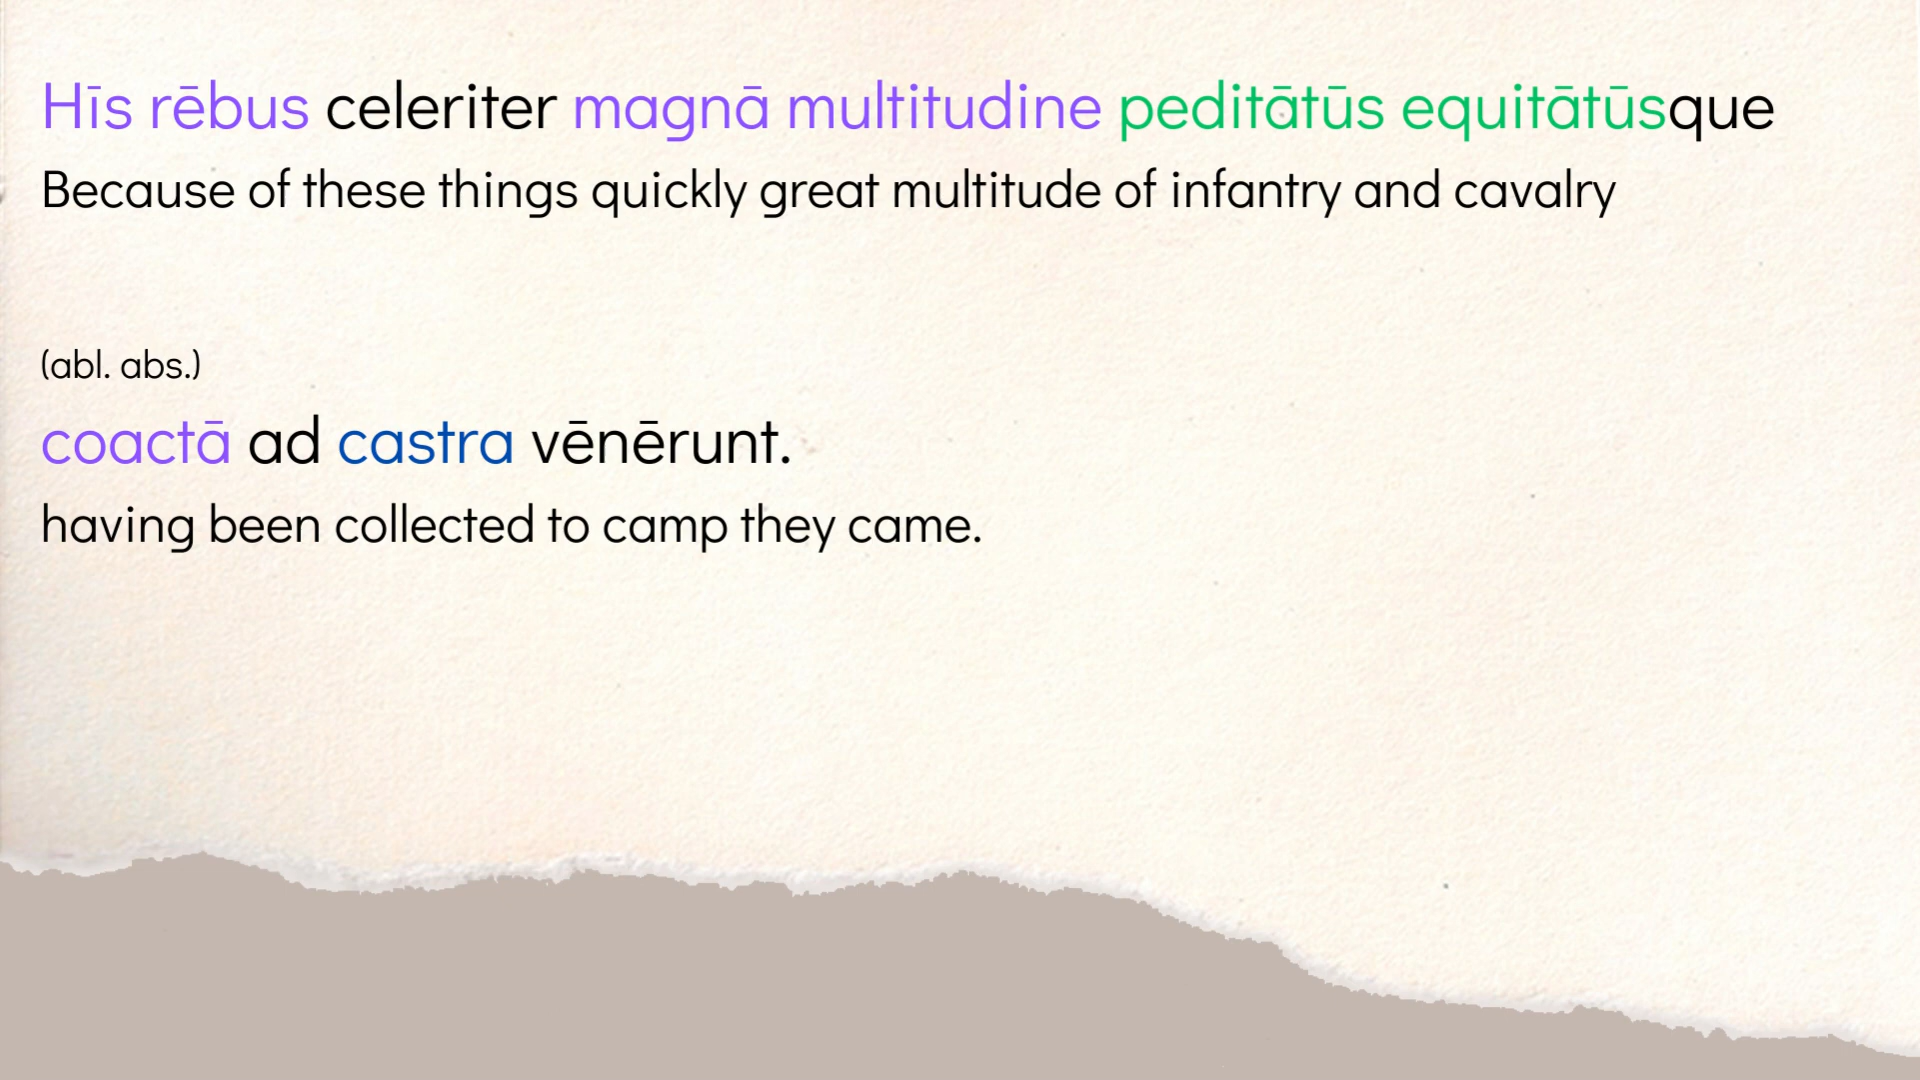 Hīs rēbus celeriter magnā multitudine peditātūs equitātūsque
Because of these things quickly great multitude of infantry and cavalry
(abl. abs.)
coactā ad castra vēnērunt.
having been collected to camp they came.